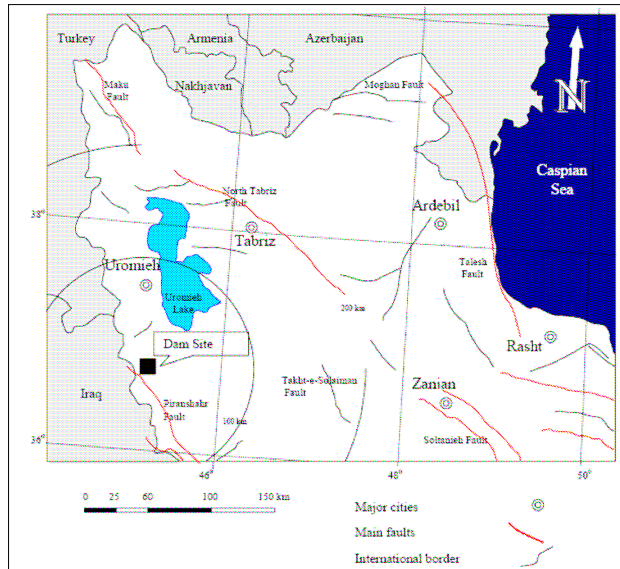 Turkey
Armenia
Azerbaijan
Maku
Fault
Nakhjavan
Moghan Fault
N
Caspian
Sea
North Tabriz
Fault
Ardebil
38°
Tabriz
Uromieh
Talesh
Fault
Uromieh
Lake
200 km
Dam Site
Rasht
Iraq
Takht-e-Solaiman
Fault
Zanjan
Piranshahr
Fault
100 km
Soltanieh Fault
36°
46°
48°
50°
0 25 60 100 150 km
Major cities
Main faults
International border